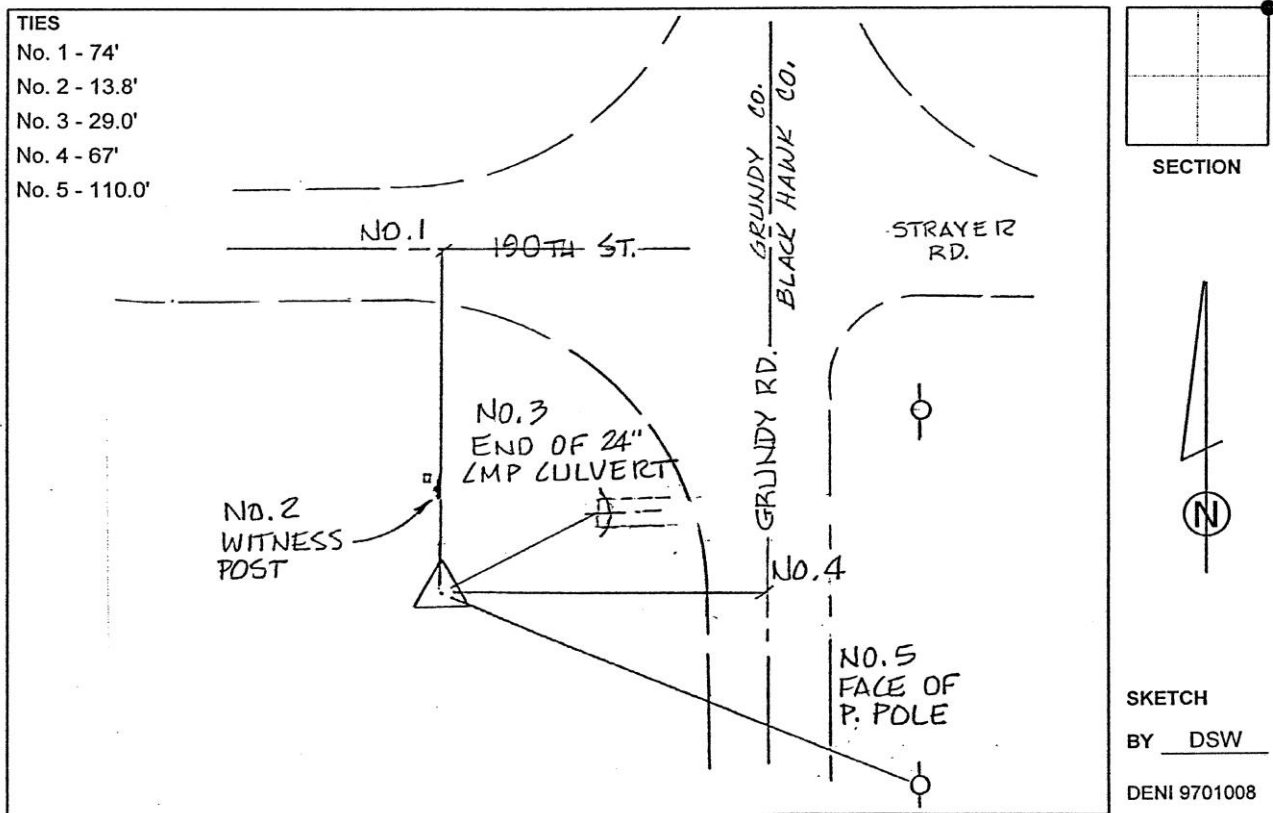 TIES
No. 1 - 74'
No. 2 - 13.8'
No. 3 - 29.0'
No. 4 - 67'
No. 5 - 110.0'
NO.1
190TH ST.
GRUNDY CO.
BLACK HAWK CO.
STRAYER
RD.
SECTION
NO.3
END OF 24"
CMP CULVERT
GRUNDY RD.
NO.2
WITNESS
POST
NO.4
N
NO.5
FACE OF
P. POLE
SKETCH
BY DSW
DENI 9701008